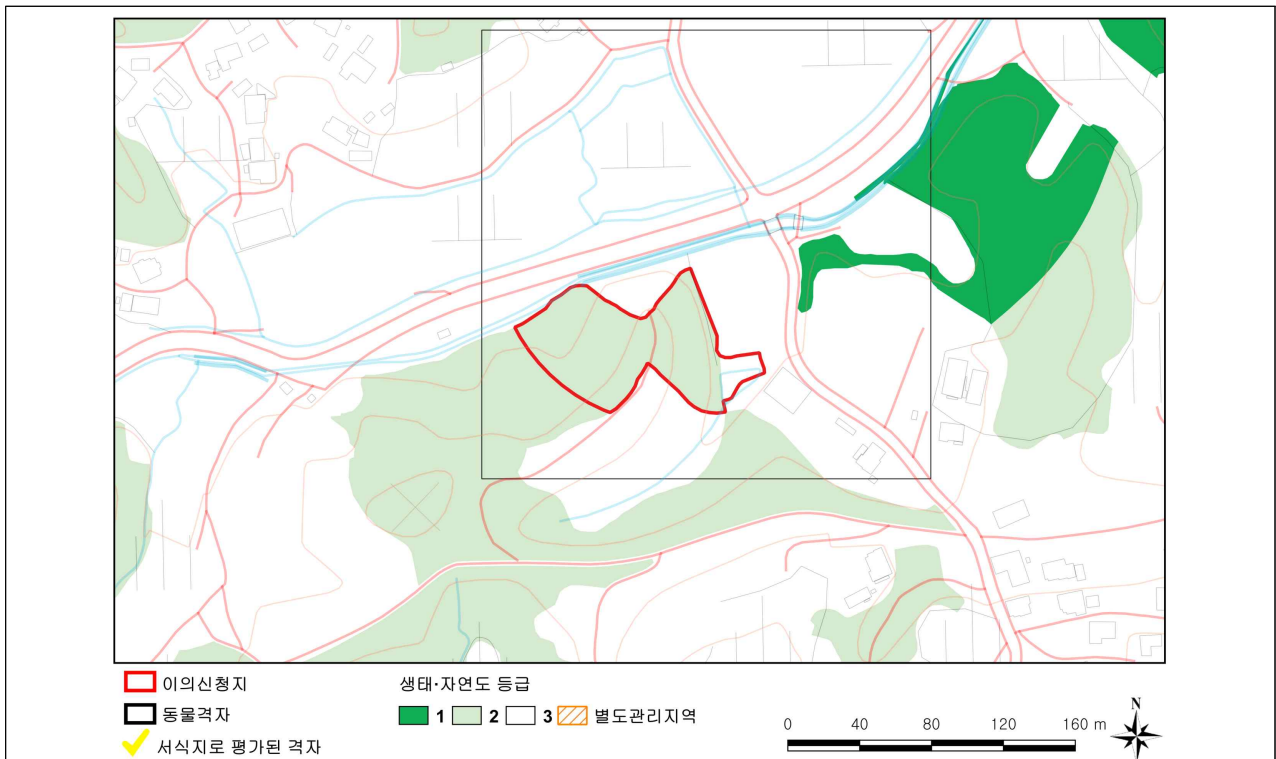 이의신청지
동물격자
서식지로 평가된 격자
생태·자연도 등급
1 2 3 별도관리지역
0 40 80 120 160 m
N